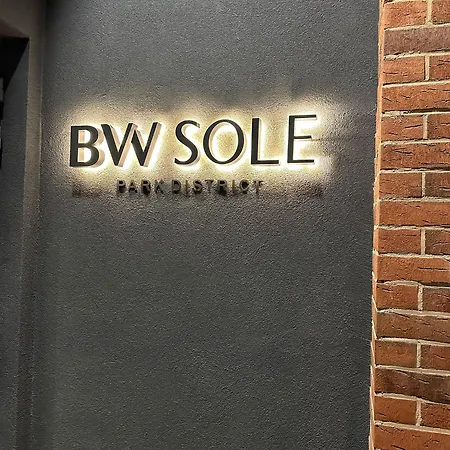 BW SOLE
PARK DISTRICT